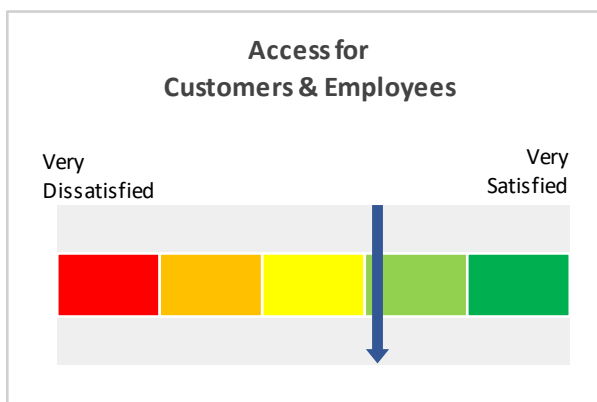 Access for
Customers & Employees
Very
Dissatisfied
Very
Satisfied